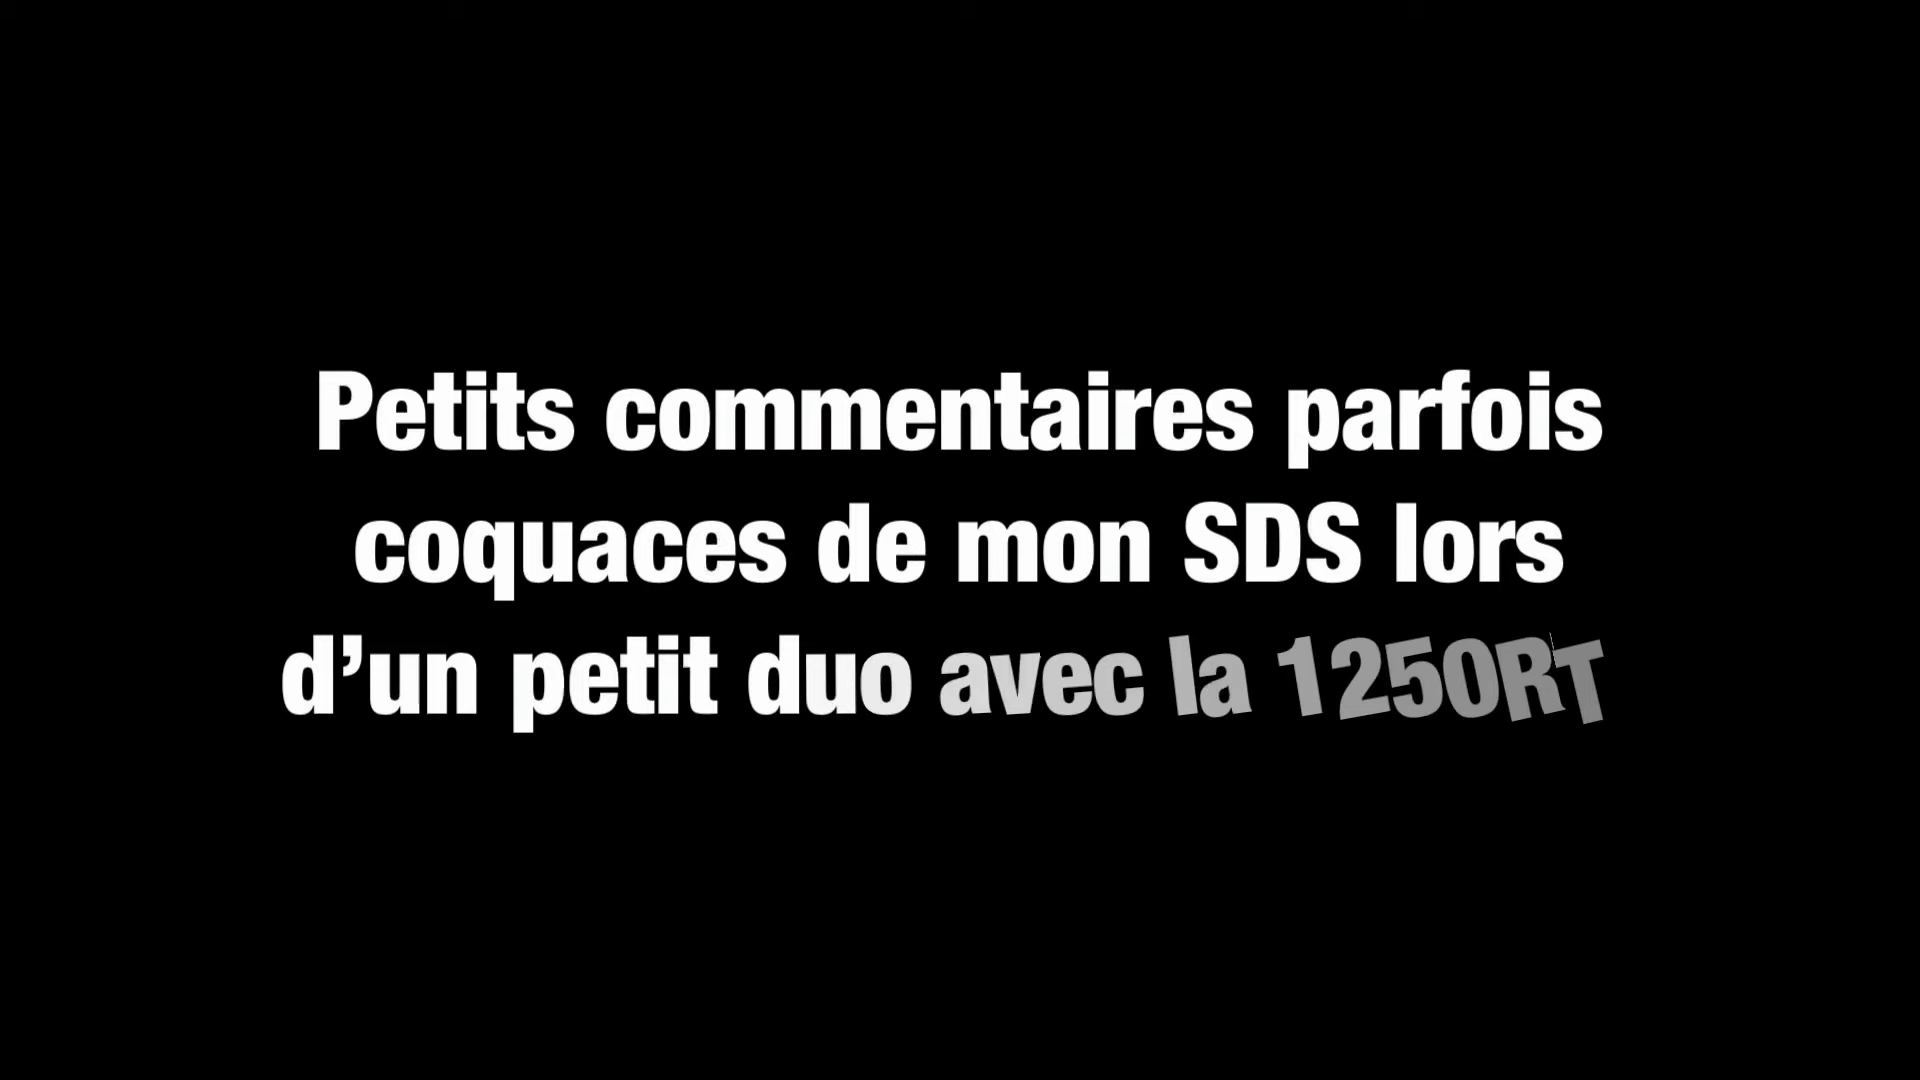 Petits commentaires parfois
coquaces de mon SDS lors
d’un petit duo avec la 1250RT